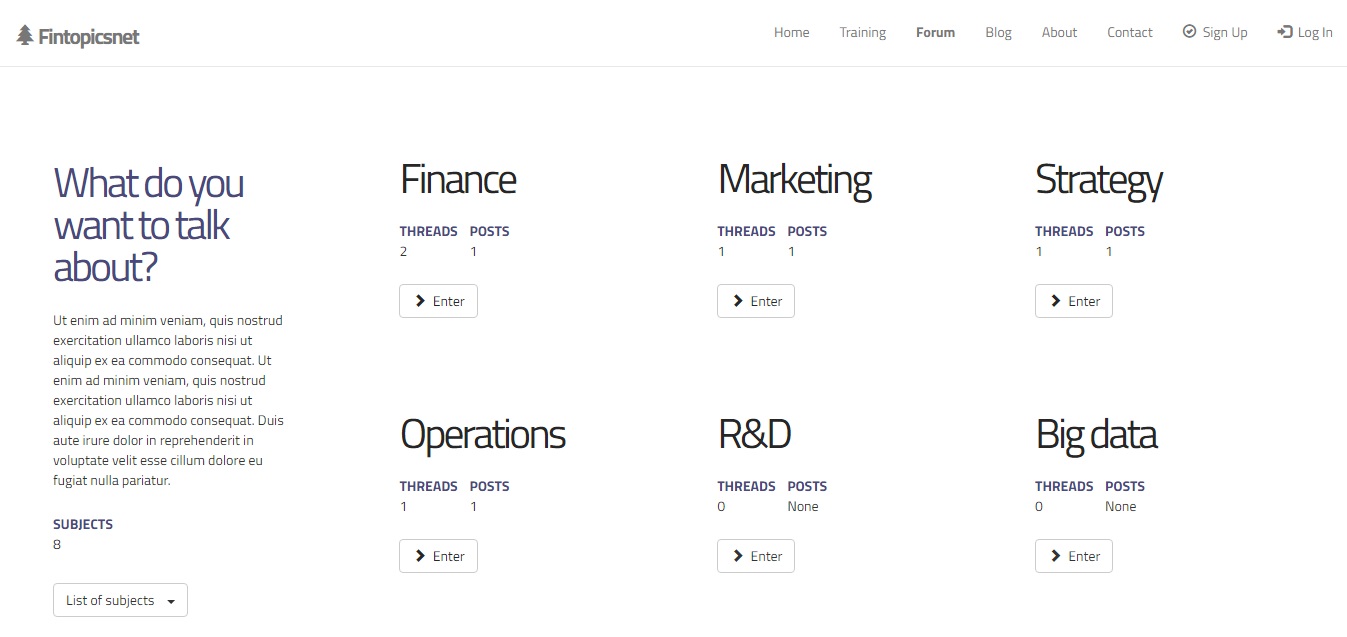 Fintopicsnet
Home Training Forum Blog About Contact Sign Up Log In
What do you
want to talk
about?
Ut enim ad minim veniam, quis nostrud
exercitation ullamco laboris nisi ut
aliquip ex ea commodo consequat. Ut
enim ad minim veniam, quis nostrud
exercitation ullamco laboris nisi ut
aliquip ex ea commodo consequat. Duis
aute irure dolor in reprehenderit in
voluptate velit esse cillum dolore eu
fugiat nulla pariatur.
SUBJECTS
8
List of subjects
Finance
THREADS POSTS
2 1
Enter
Marketing
THREADS POSTS
1 1
Enter
Strategy
THREADS POSTS
1 1
Enter
Operations
THREADS POSTS
1 1
Enter
R&D
THREADS POSTS
0 None
Enter
Big data
THREADS POSTS
0 None
Enter